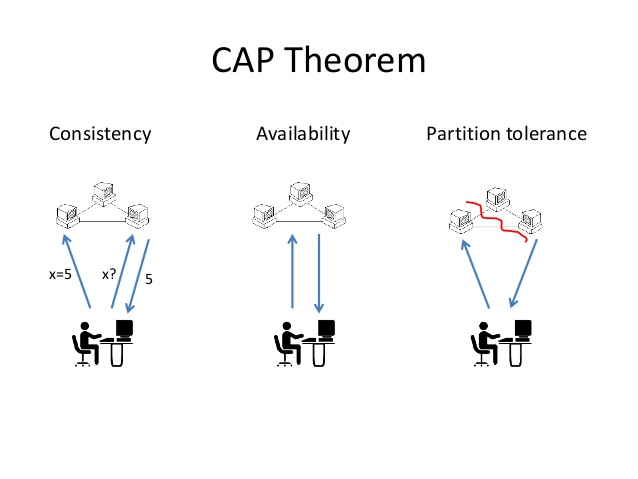 CAP Theorem
Consistency
Availability
Partition tolerance
x=5
x?
5